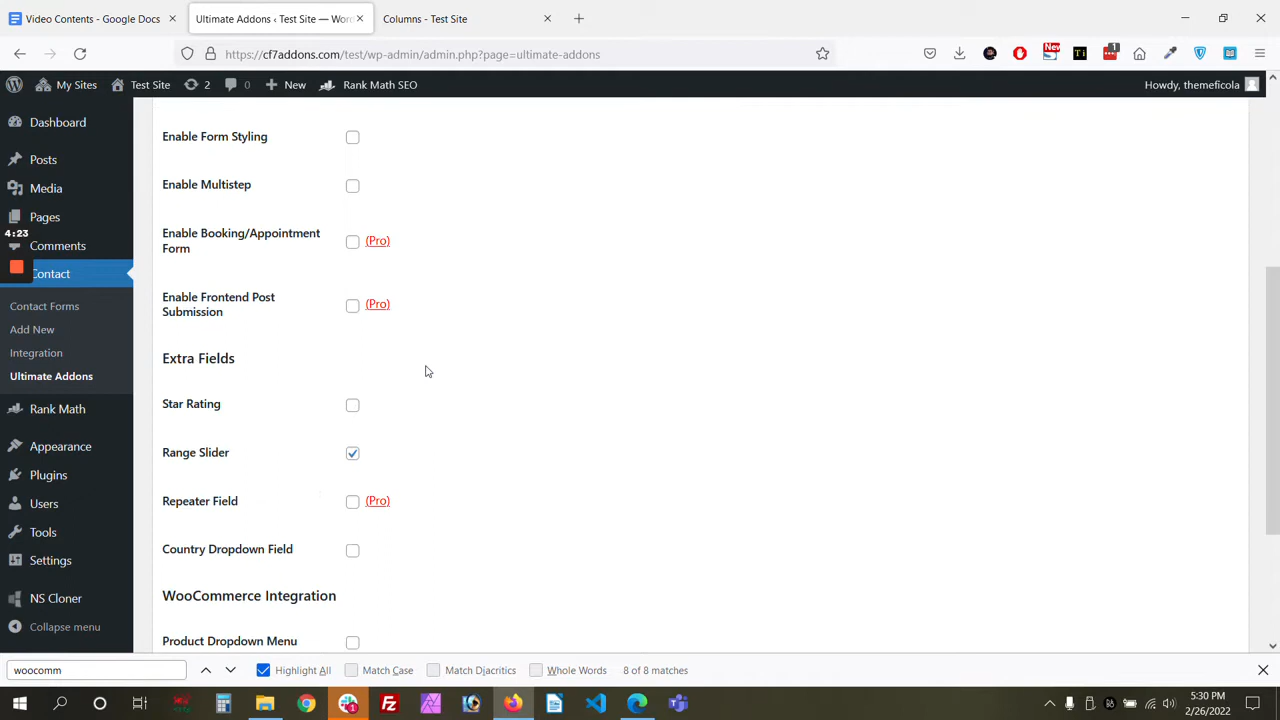 Video Contents - Google Docs
Ultimate Addons ‹ Test Site — Wor
Columns - Test Site
https://cf7addons.com/test/wp-admin/admin.php?page=ultimate-addons
New
1
Ti
My Sites
Test Site
2
0
New
Rank Math SEO
Howdy, themeficola
Dashboard
Posts
Media
Pages
4:23
Comments
Contact
Contact Forms
Add New
Integration
Ultimate Addons
Rank Math
Appearance
Plugins
Users
Tools
Settings
NS Cloner
Collapse menu
Enable Form Styling
Enable Multistep
Enable Booking/Appointment
Form
(Pro)
Enable Frontend Post
Submission
(Pro)
Extra Fields
Star Rating
Range Slider
Repeater Field
(Pro)
Country Dropdown Field
WooCommerce Integration
Product Dropdown Menu
woocomm
Highlight All
Match Case
Match Diacritics
Whole Words
8 of 8 matches
5:30 PM
2/26/2022